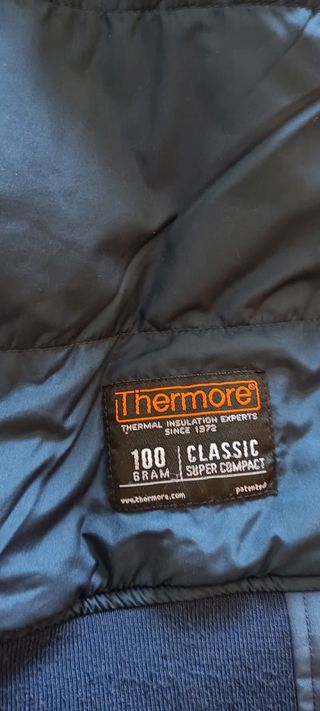 Thermore®
THERMAL INSULATION EXPERTS
SINCE 1972
100 GRAM
CLASSIC SUPER COMPACT
www.thermore.com patented